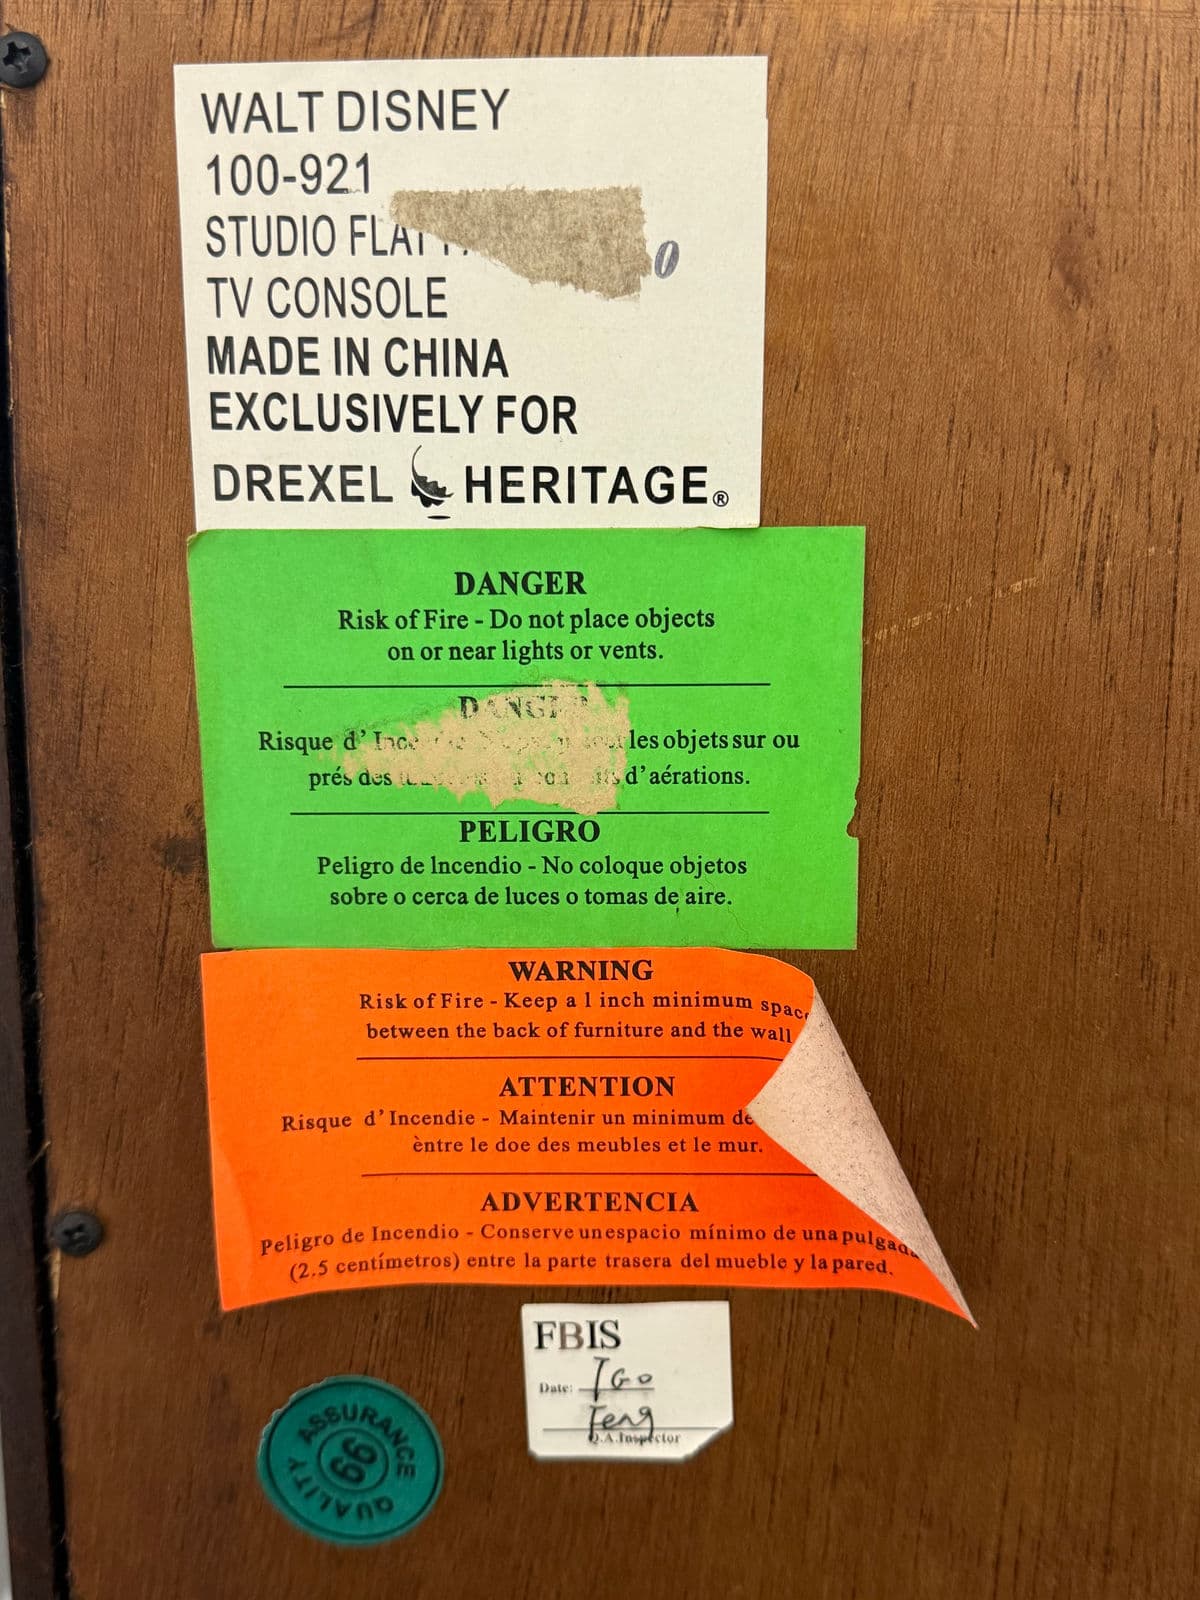 WALT DISNEY
100-921
STUDIO
0
TV CONSOLE
MADE IN CHINA
EXCLUSIVELY FOR
DREXEL HERITAGE®
DANGER
Risk of Fire - Do not place objects
on or near lights or vents.
DANGER
Risque d' les objets sur ou
prés des d'aérations.
PELIGRO
Peligro de Incendio - No coloque objetos
sobre o cerca de luces o tomas de aire.
WARNING
Risk of Fire - Keep a 1 inch minimum
between the back of furniture and the wall
ATTENTION
Risque d'Incendie - Maintenir un minimum de
èntre le doe des meubles et le mur.
ADVERTENCIA
Peligro de Incendio - Conserve unespacio mínimo de una
(2.5 centímetros) entre la parte trasera del mueble y la pared.
FBIS
Date:
Feng
Q.A.Inspector
QUALITY ASSURANCE